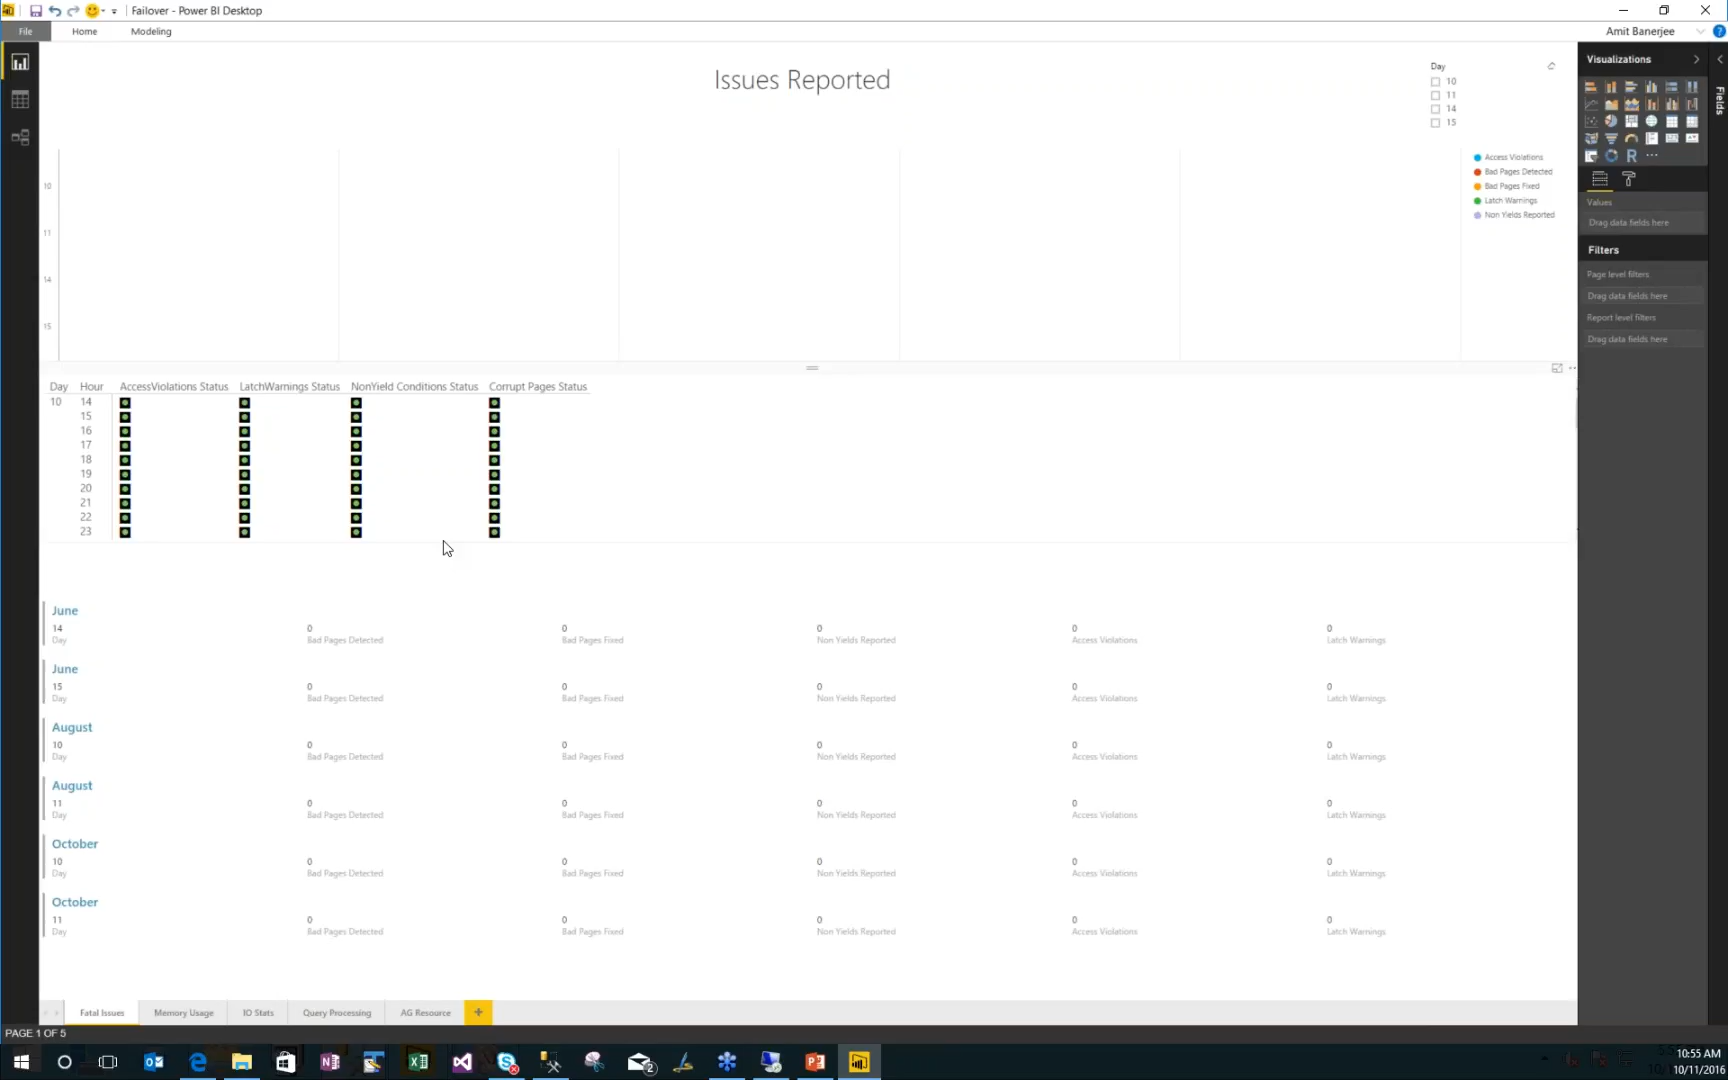 Failover - Power BI Desktop
File Home Modeling Amit Banerjee ?
Issues Reported
Day
10
11
14
15
Access Violations
Bad Pages Detected
Bad Pages Fixed
Latch Warnings
Non Yields Reported
10
11
14
15
Day Hour AccessViolations Status LatchWarnings Status NonYield Conditions Status Corrupt Pages Status
10 14
15
16
17
18
19
20
21
22
23
June
14 0 0 0 0 0
Day Bad Pages Detected Bad Pages Fixed Non Yields Reported Access Violations Latch Warnings
June
15 0 0 0 0 0
Day Bad Pages Detected Bad Pages Fixed Non Yields Reported Access Violations Latch Warnings
August
10 0 0 0 0 0
Day Bad Pages Detected Bad Pages Fixed Non Yields Reported Access Violations Latch Warnings
August
11 0 0 0 0 0
Day Bad Pages Detected Bad Pages Fixed Non Yields Reported Access Violations Latch Warnings
October
10 0 0 0 0 0
Day Bad Pages Detected Bad Pages Fixed Non Yields Reported Access Violations Latch Warnings
October
11 0 0 0 0 0
Day Bad Pages Detected Bad Pages Fixed Non Yields Reported Access Violations Latch Warnings
Visualizations
R
Values
Drag data fields here
Filters
Page level filters
Drag data fields here
Report level filters
Drag data fields here
Fields
Fatal Issues Memory Usage IO Stats Query Processing AG Resource +
PAGE 1 OF 5
2
10:55 AM
10/11/2016